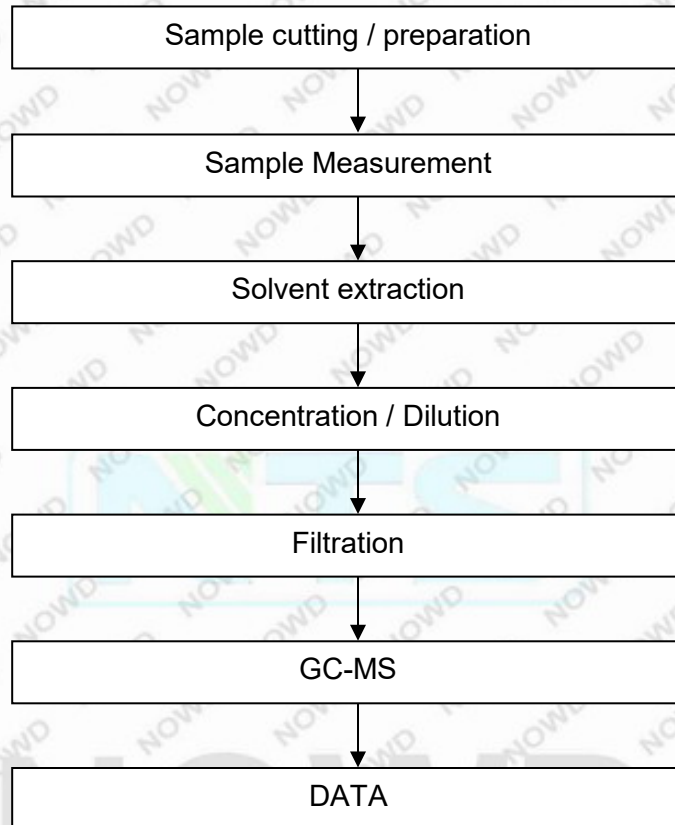 Sample cutting / preparation
Sample Measurement
Solvent extraction
Concentration / Dilution
Filtration
GC-MS
DATA